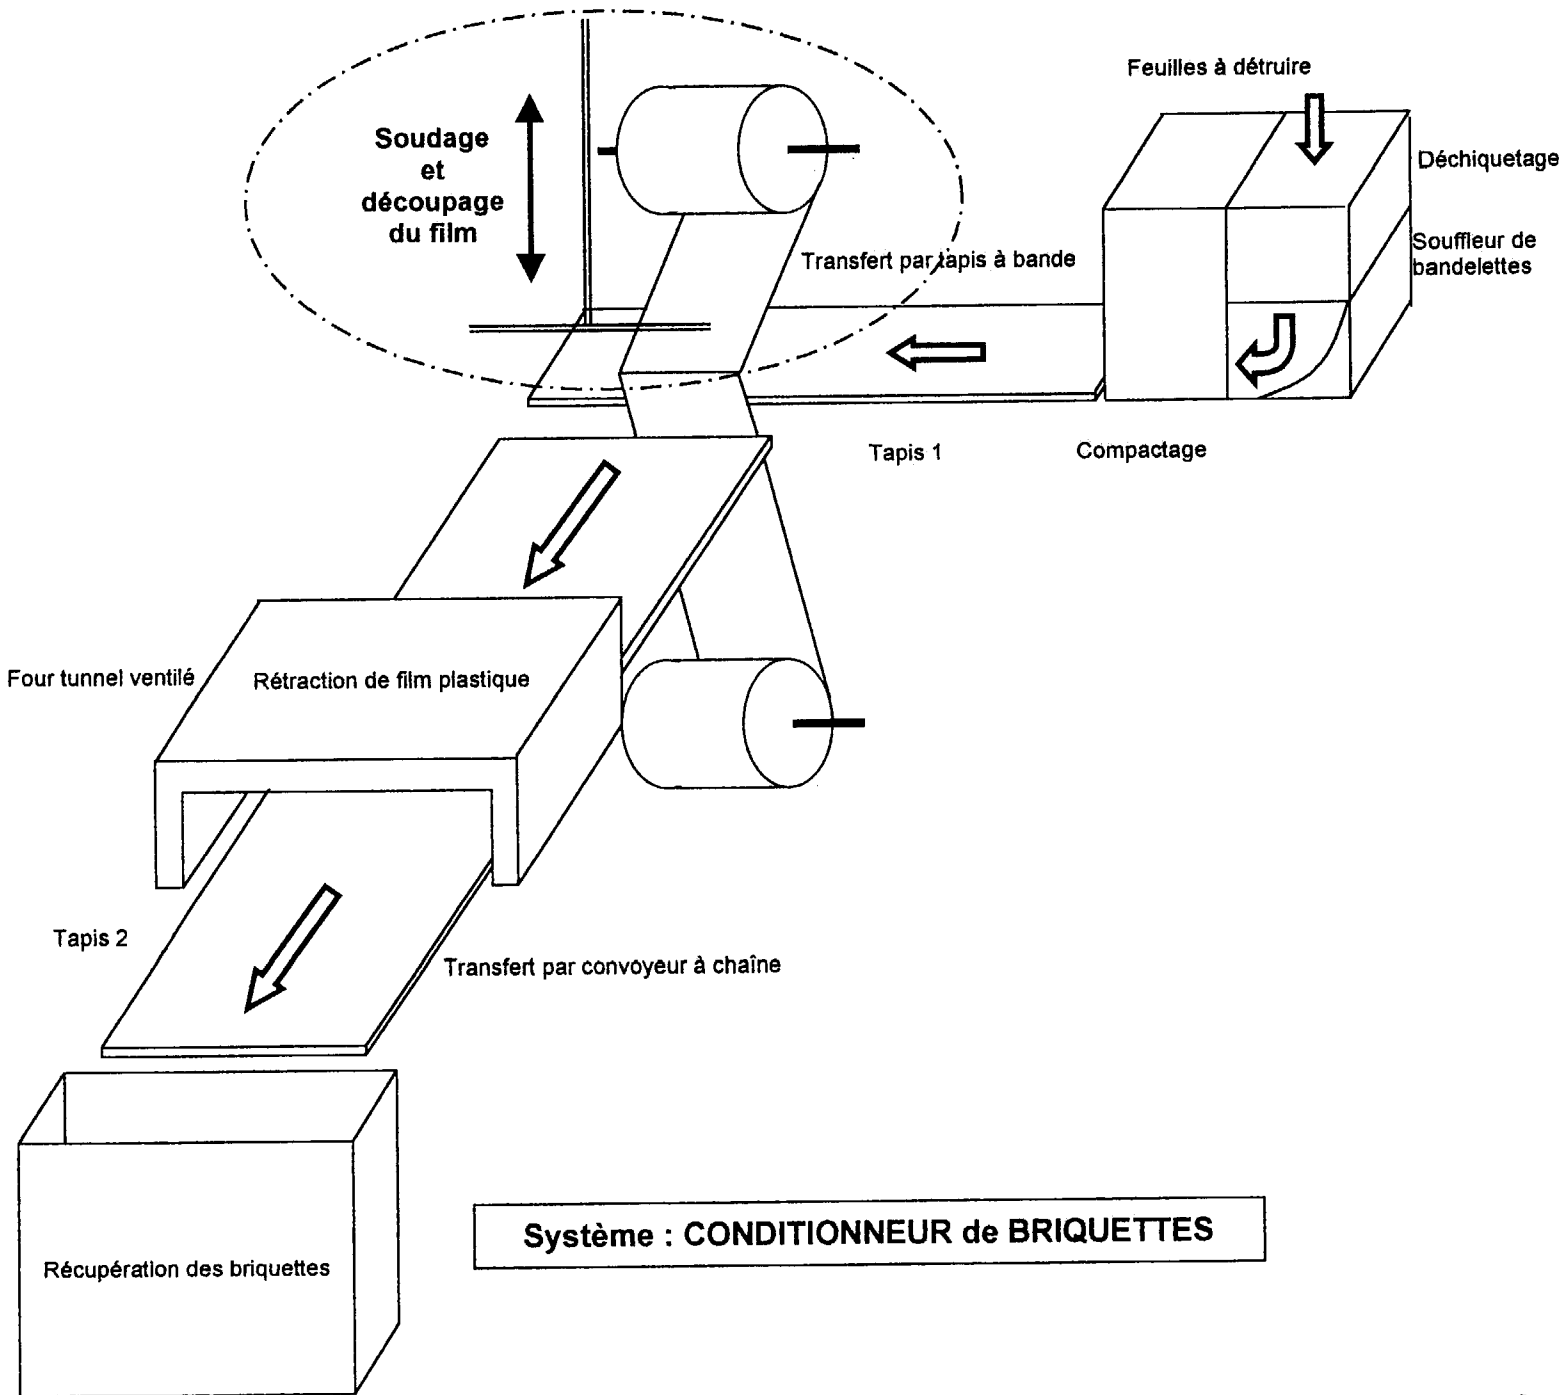 Feuilles à détruire
Soudage
et
découpage
du film
Déchiquetage
Souffleur de
bandelettes
Transfert par tapis à bande
Tapis 1
Compactage
Four tunnel ventilé
Rétraction de film plastique
Tapis 2
Transfert par convoyeur à chaîne
Système : CONDITIONNEUR de BRIQUETTES
Récupération des briquettes